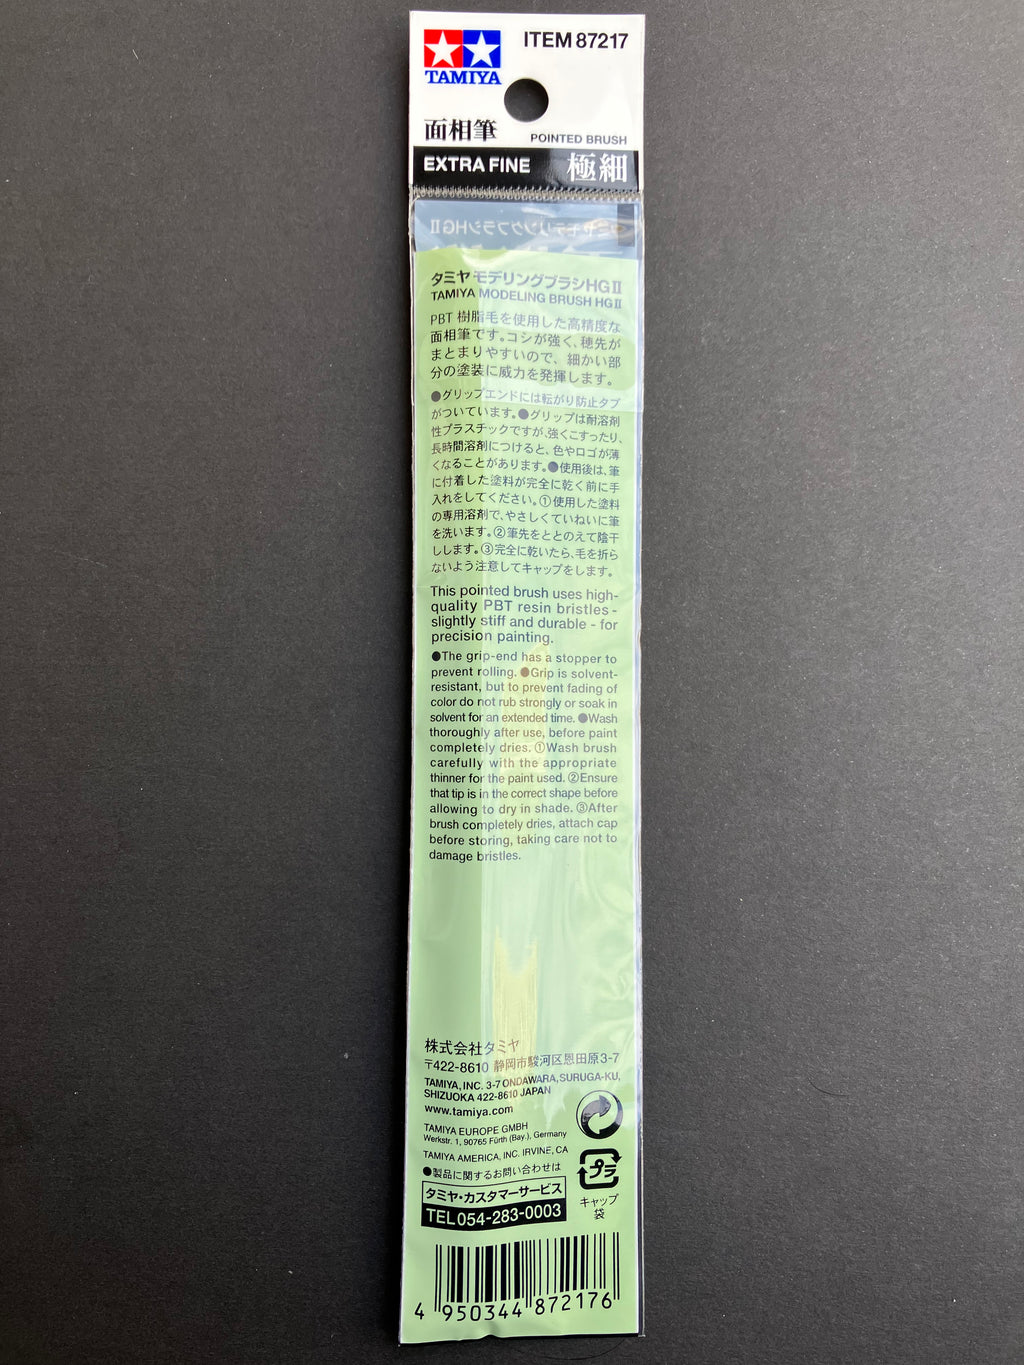 TAMIYA
ITEM 87217
面相筆
POINTED BRUSH
EXTRA FINE 極細
タミヤ モデリングブラシHGⅡ
TAMIYA MODELING BRUSH HGⅡ
PBT 樹脂毛を使用した高精度な
面相筆です。コシが強く、穂先が
まとまりやすいので、細かい部
分の塗装に威力を発揮します。
●グリップエンドには転がり防止タブ
がついています。●グリップは耐溶剤
性プラスチックですが、強くこすったり、
長時間溶剤につけると、色やロゴが薄
くなることがあります。●使用後は、筆
に付着した塗料が完全に乾く前に手
入れをしてください。①使用した塗料
の専用溶剤で、やさしくていねいに筆
を洗います。②筆先をととのえて陰干
しします。③完全に乾いたら、毛を折ら
ないよう注意してキャップをします。
This pointed brush uses high-
quality PBT resin bristles -
slightly stiff and durable - for
precision painting.
●The grip-end has a stopper to
prevent rolling. ●Grip is solvent-
resistant, but to prevent fading of
color do not rub strongly or soak in
solvent for an extended time. ●Wash
thoroughly after use, before paint
completely dries. ①Wash brush
carefully with the appropriate
thinner for the paint used. ②Ensure
that tip is in the correct shape before
allowing to dry in shade. ③After
brush completely dries, attach cap
before storing, taking care not to
damage bristles.
株式会社タミヤ
〒422-8610 静岡市駿河区恩田原3-7
TAMIYA, INC. 3-7 ONDAWARA, SURUGA-KU,
SHIZUOKA 422-8610 JAPAN
www.tamiya.com
TAMIYA EUROPE GMBH
Werkstr. 1, 90765 Fürth (Bay.), Germany
TAMIYA AMERICA, INC. IRVINE, CA
●製品に関するお問い合わせは
タミヤ・カスタマーサービス
TEL 054-283-0003
プラ
キャップ
袋
4 950344 872176